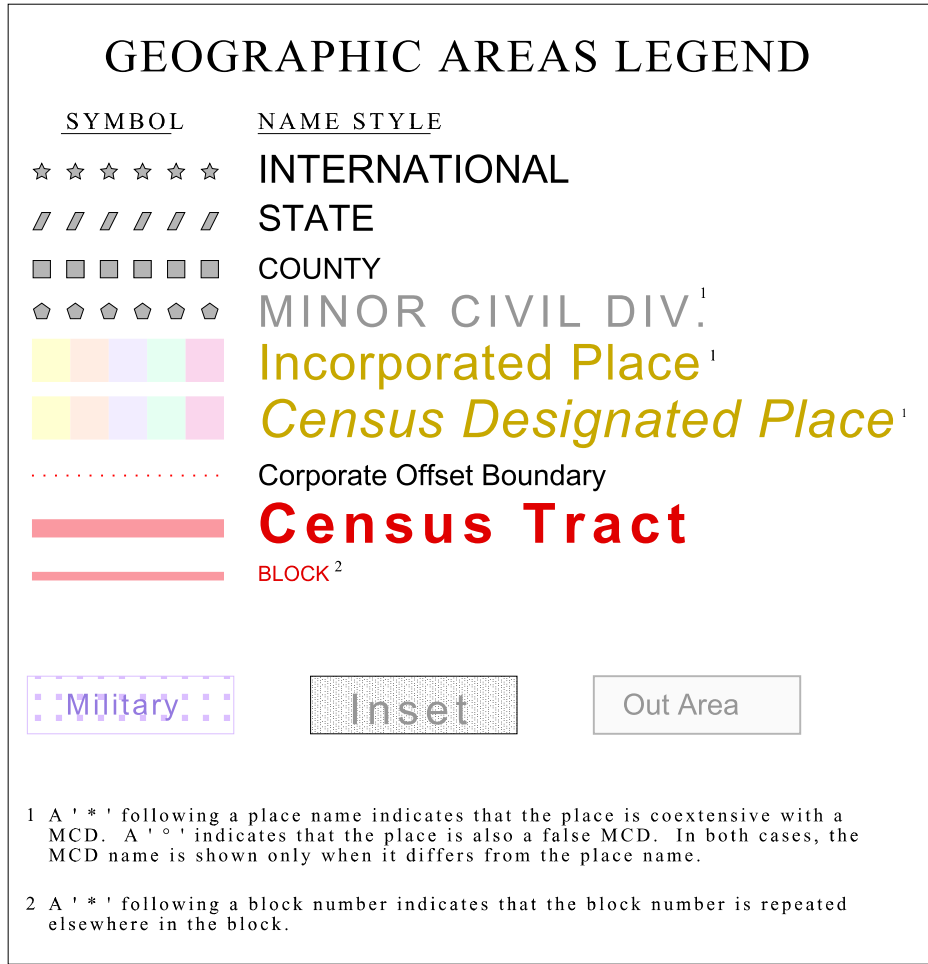 GEOGRAPHIC AREAS LEGEND
SYMBOL NAME STYLE
INTERNATIONAL
STATE
COUNTY
MINOR CIVIL DIV. 1
Incorporated Place 1
Census Designated Place 1
Corporate Offset Boundary
Census Tract
BLOCK 2
Military Inset Out Area
1 A ' * ' following a place name indicates that the place is coextensive with a
MCD. A ' ° ' indicates that the place is also a false MCD. In both cases, the
MCD name is shown only when it differs from the place name.
2 A ' * ' following a block number indicates that the block number is repeated
elsewhere in the block.